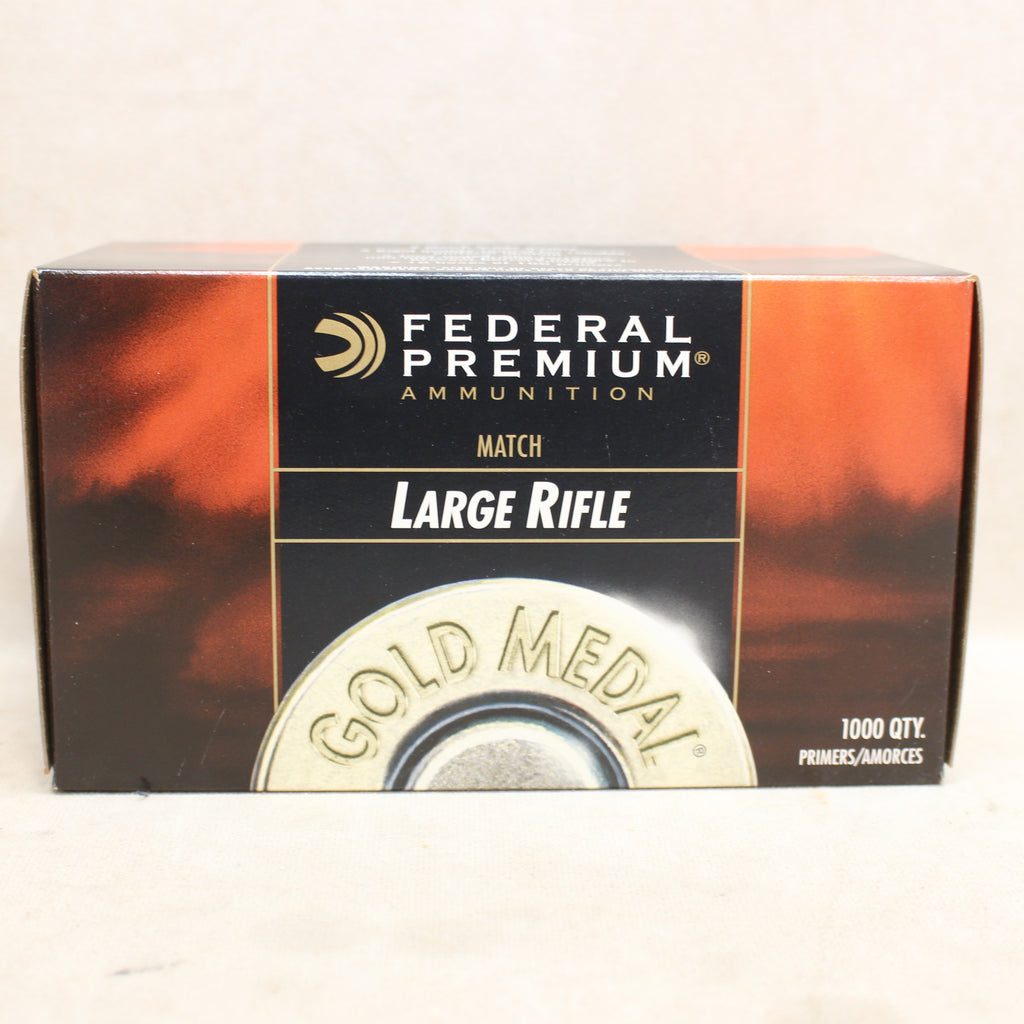 FEDERAL
PREMIUM®
AMMUNITION
MATCH
LARGE RIFLE
GOLD MEDAL®
1000 QTY.
PRIMERS/AMORCES